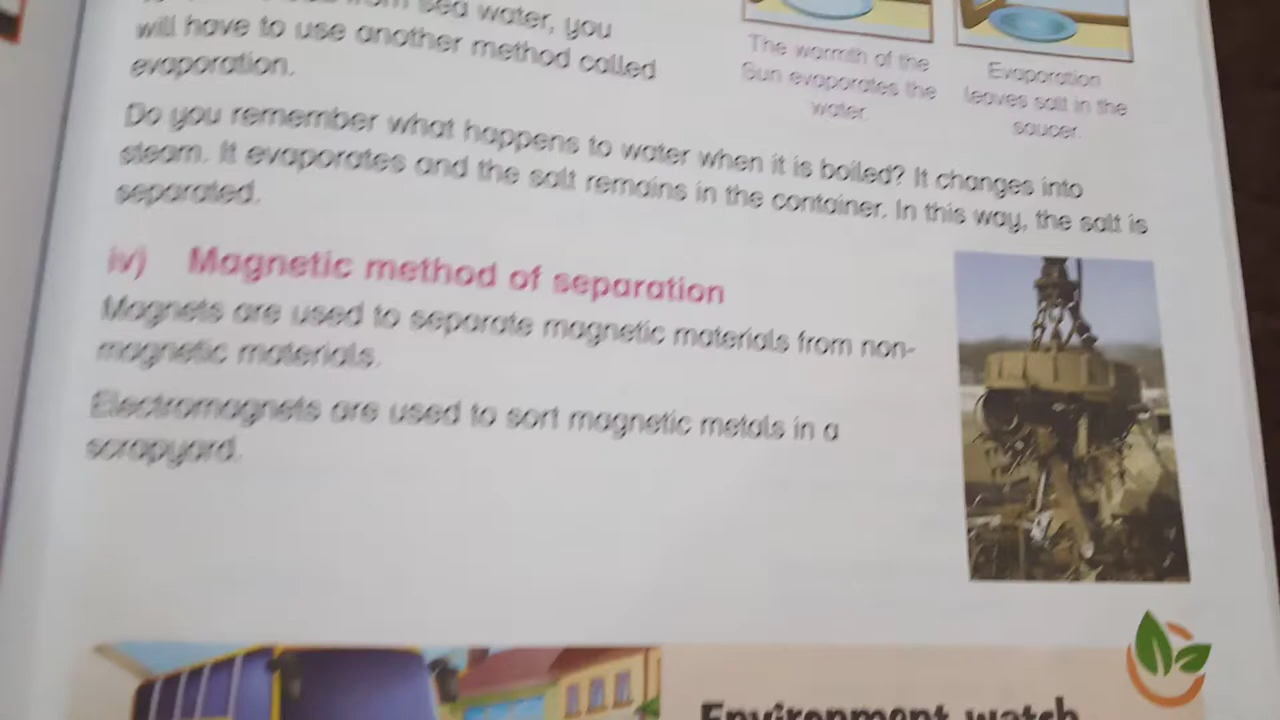 from sea water, you
will have to use another method called
evaporation.
The warmth of the
Sun evaporates the
water.
Evaporation
leaves salt in the
saucer.
Do you remember what happens to water when it is boiled? It changes into
steam. It evaporates and the salt remains in the container. In this way, the salt is
separated.
iv) Magnetic method of separation
Magnets are used to separate magnetic materials from non-
magnetic materials.
Electromagnets are used to sort magnetic metals in a
scrapyard.
Environment watch